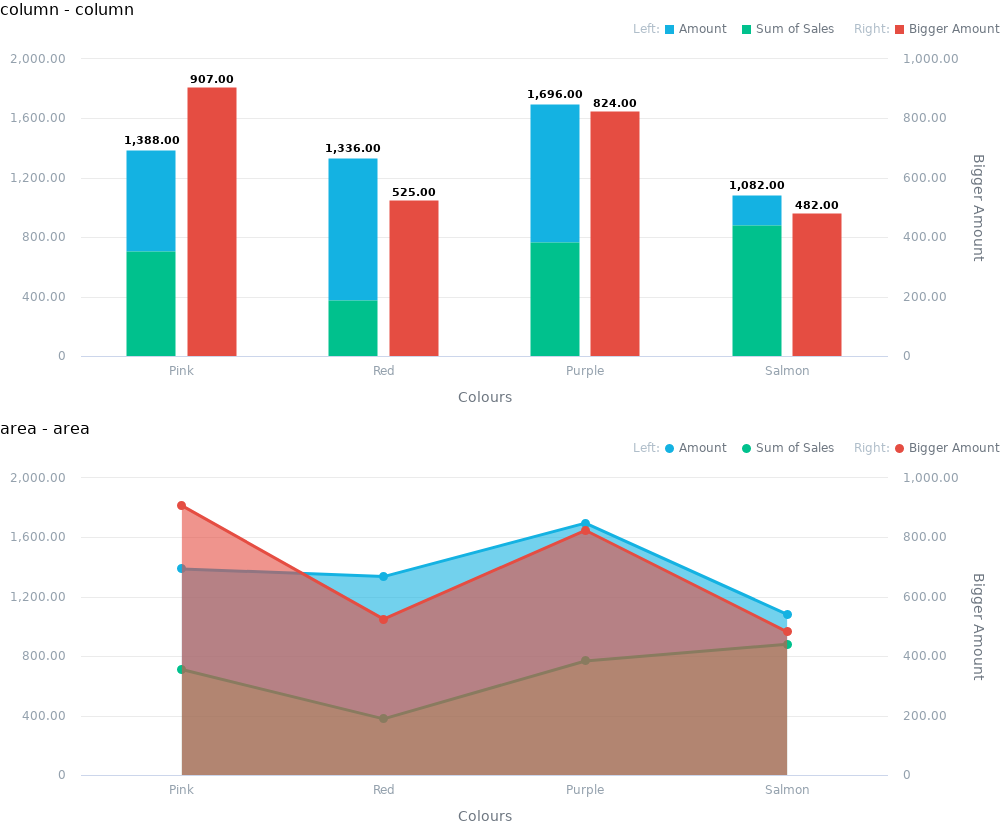 column - column
Left: Amount Sum of Sales Right: Bigger Amount
2,000.00 1,000.00
907.00
1,696.00
824.00
1,600.00 800.00
1,388.00
1,336.00
1,200.00 600.00
1,082.00
525.00
482.00
Bigger Amount
800.00 400.00
400.00 200.00
0 0
Pink Red Purple Salmon
Colours
area - area
Left: Amount Sum of Sales Right: Bigger Amount
2,000.00 1,000.00
1,600.00 800.00
1,200.00 600.00
Bigger Amount
800.00 400.00
400.00 200.00
0 0
Pink Red Purple Salmon
Colours